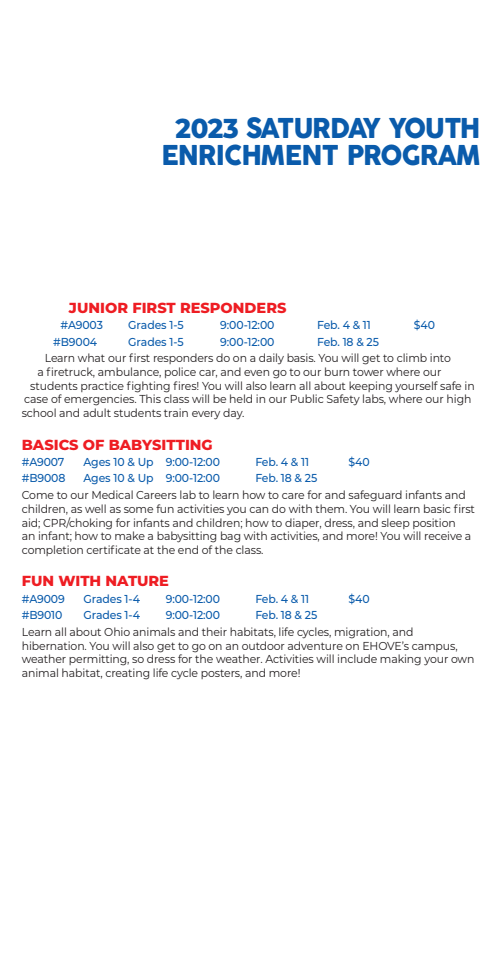 2023 SATURDAY YOUTH
ENRICHMENT PROGRAM
JUNIOR FIRST RESPONDERS
#A9003 Grades 1-5 9:00-12:00 Feb. 4 & 11 $40
#B9004 Grades 1-5 9:00-12:00 Feb. 18 & 25
Learn what our first responders do on a daily basis. You will get to climb into
a firetruck, ambulance, police car, and even go to our burn tower where our
students practice fighting fires! You will also learn all about keeping yourself safe in
case of emergencies. This class will be held in our Public Safety labs, where our high
school and adult students train every day.
BASICS OF BABYSITTING
#A9007 Ages 10 & Up 9:00-12:00 Feb. 4 & 11 $40
#B9008 Ages 10 & Up 9:00-12:00 Feb. 18 & 25
Come to our Medical Careers lab to learn how to care for and safeguard infants and
children, as well as some fun activities you can do with them. You will learn basic first
aid; CPR/choking for infants and children; how to diaper, dress, and sleep position
an infant; how to make a babysitting bag with activities, and more! You will receive a
completion certificate at the end of the class.
FUN WITH NATURE
#A9009 Grades 1-4 9:00-12:00 Feb. 4 & 11 $40
#B9010 Grades 1-4 9:00-12:00 Feb. 18 & 25
Learn all about Ohio animals and their habitats, life cycles, migration, and
hibernation. You will also get to go on an outdoor adventure on EHOVE's campus,
weather permitting, so dress for the weather. Activities will include making your own
animal habitat, creating life cycle posters, and more!